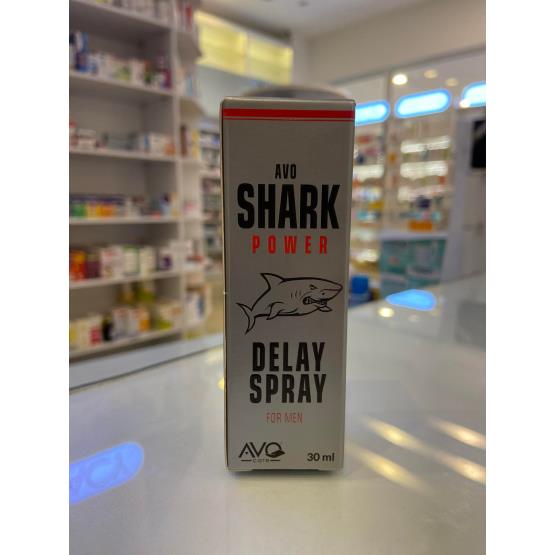 AVO
SHARK
POWER
DELAY
SPRAY
FOR MEN
AVO
care
30 ml